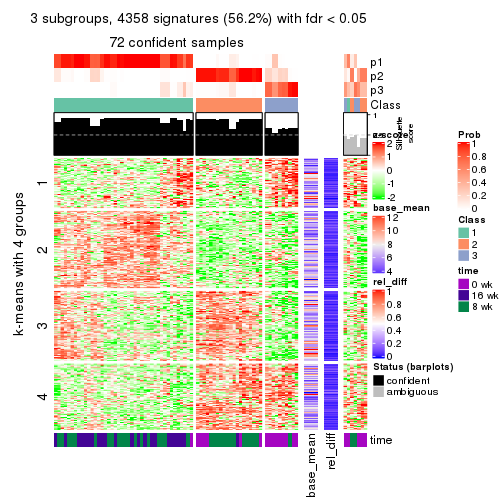 3 subgroups, 4358 signatures (56.2%) with fdr < 0.05
72 confident samples
p1
p2
p3
Class
1
Silhouette
score
z-score
2
1
0
-1
-2
base_mean
12
10
8
6
4
rel_diff
1
0.8
0.6
0.4
0.2
0
Status (barplots)
confident
ambiguous
Prob
1
0.8
0.6
0.4
0.2
0
Class
1
2
3
time
0 wk
16 wk
8 wk
k-means with 4 groups
1
2
3
4
time
base_mean
rel_diff